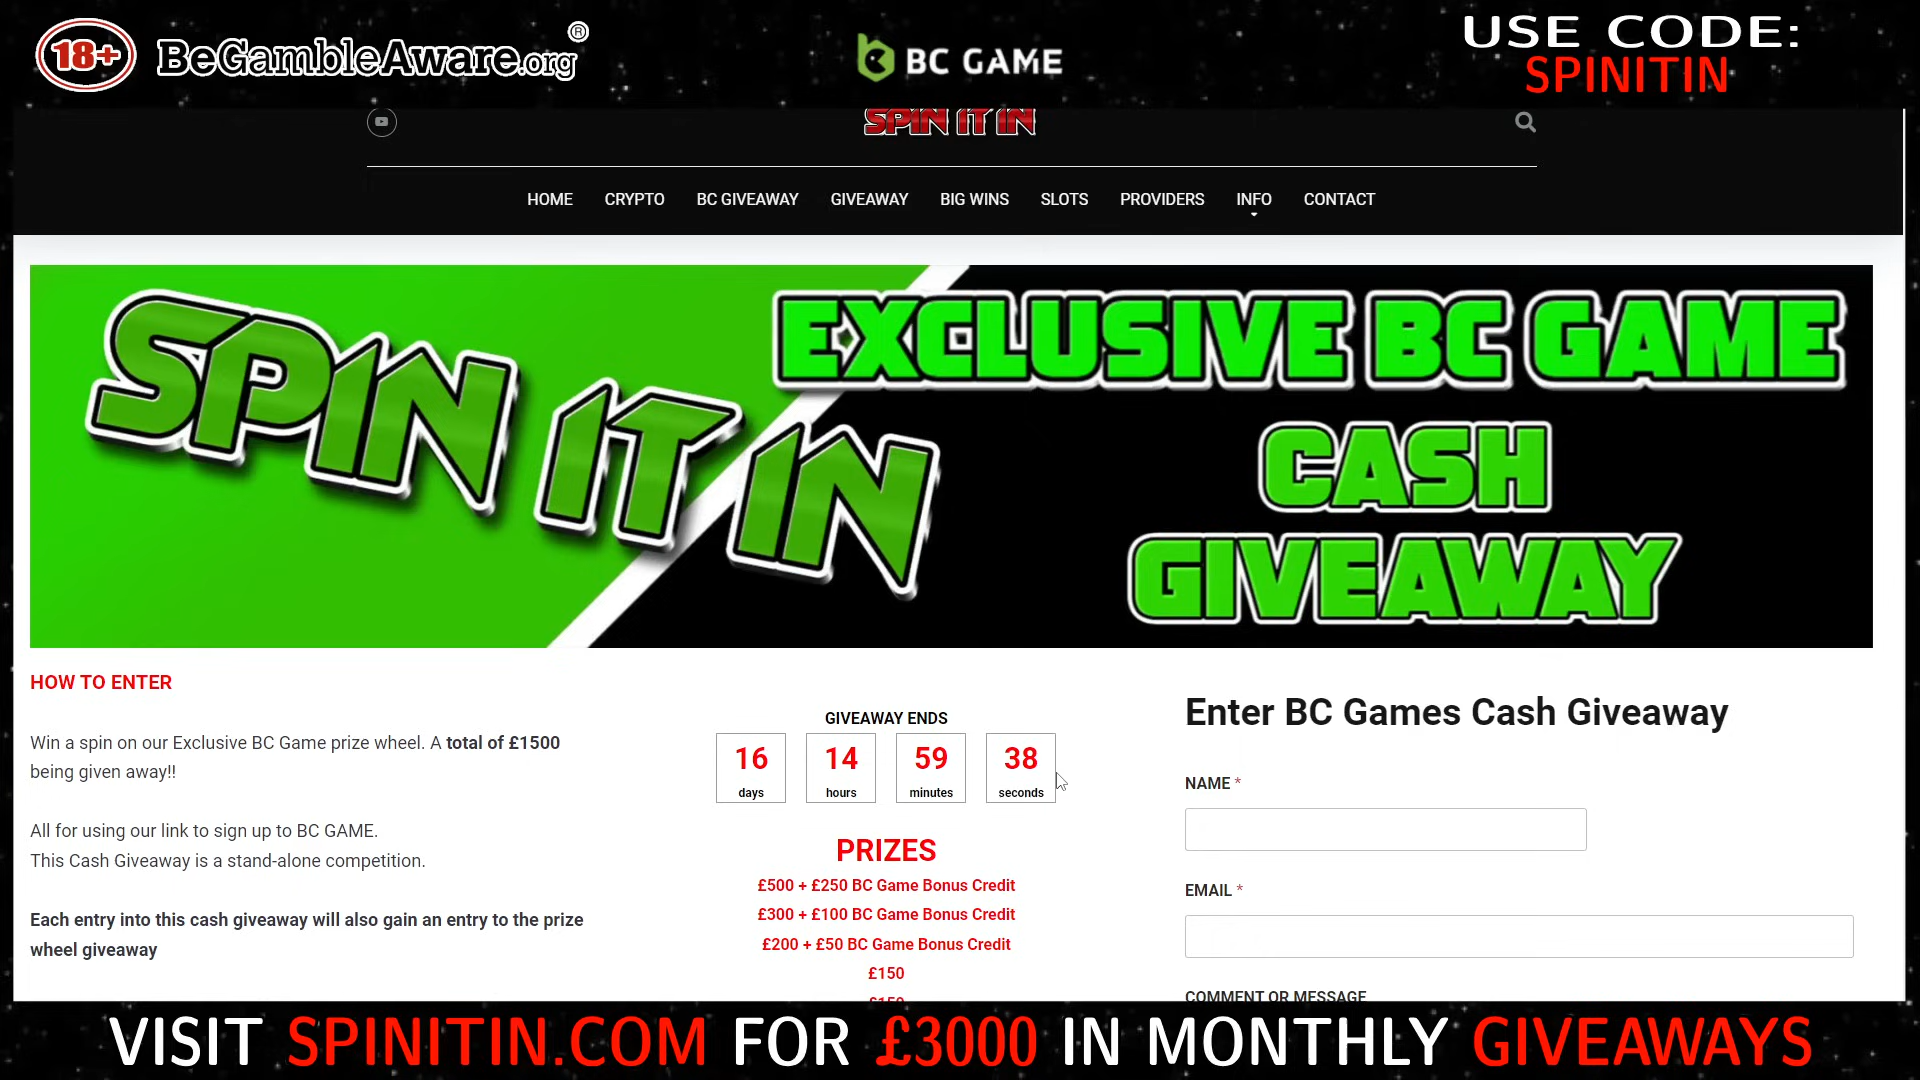 18+ BeGambleAware.org®
BC GAME
USE CODE:
SPINITIN
SPIN IT IN
HOME CRYPTO BC GIVEAWAY GIVEAWAY BIG WINS SLOTS PROVIDERS INFO CONTACT
SPIN IT IN
EXCLUSIVE BC GAME
CASH
GIVEAWAY
HOW TO ENTER
Win a spin on our Exclusive BC Game prize wheel. A total of £1500
being given away!!
All for using our link to sign up to BC GAME.
This Cash Giveaway is a stand-alone competition.
Each entry into this cash giveaway will also gain an entry to the prize
wheel giveaway
GIVEAWAY ENDS
16 14 59 38
days hours minutes seconds
PRIZES
£500 + £250 BC Game Bonus Credit
£300 + £100 BC Game Bonus Credit
£200 + £50 BC Game Bonus Credit
£150
£150
Enter BC Games Cash Giveaway
NAME *
EMAIL *
COMMENT OR MESSAGE
VISIT SPINITIN.COM FOR £3000 IN MONTHLY GIVEAWAYS